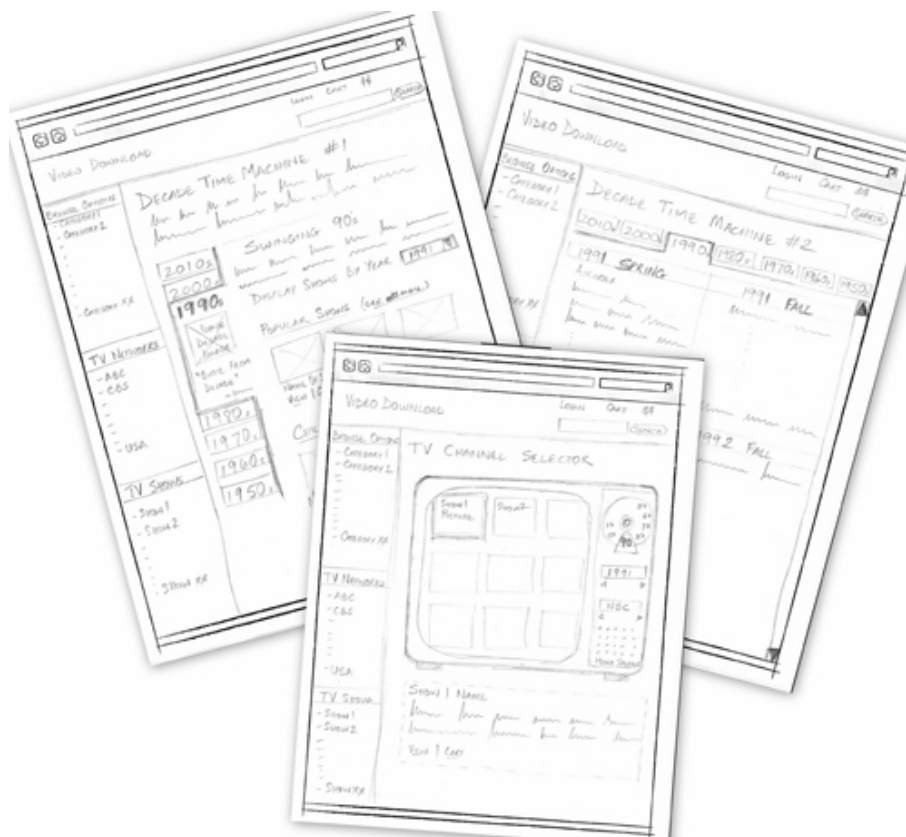 LOGIN CART
SEARCH
VIDEO DOWNLOAD
BROWSE OPTIONS
- CATEGORY 1
- CATEGORY 2
- CATEGORY XX
TV NETWORKS
- ABC
- CBS
- USA
TV SHOWS
- SHOW 1
- SHOW 2
- SHOW XX
DECADE TIME MACHINE #1
SWINGING 90's
2010s
2000s
1990s
DISPLAY SHOWS BY YEAR 1991
POPULAR SHOWS
1980s
1970s
1960s
1950s
VIDEO DOWNLOAD
LOGIN CART
SEARCH
BROWSE OPTIONS
- CATEGORY 1
- CATEGORY 2
DECADE TIME MACHINE #2
2010s 2000s 1990s 1980s 1970s 1960s 1950s
1991 SPRING
1991 FALL
1992 FALL
VIDEO DOWNLOAD
LOGIN CART
SEARCH
BROWSE OPTIONS
- CATEGORY 1
- CATEGORY 2
- CATEGORY XX
TV NETWORKS
- ABC
- CBS
- USA
TV SHOWS
- SHOW 1
- SHOW 2
- SHOW XX
TV CHANNEL SELECTOR
SHOW 1
PICTURE
SHOW 2
90s
1991
NBC
SHOW 1 NAME
VIEW | CART